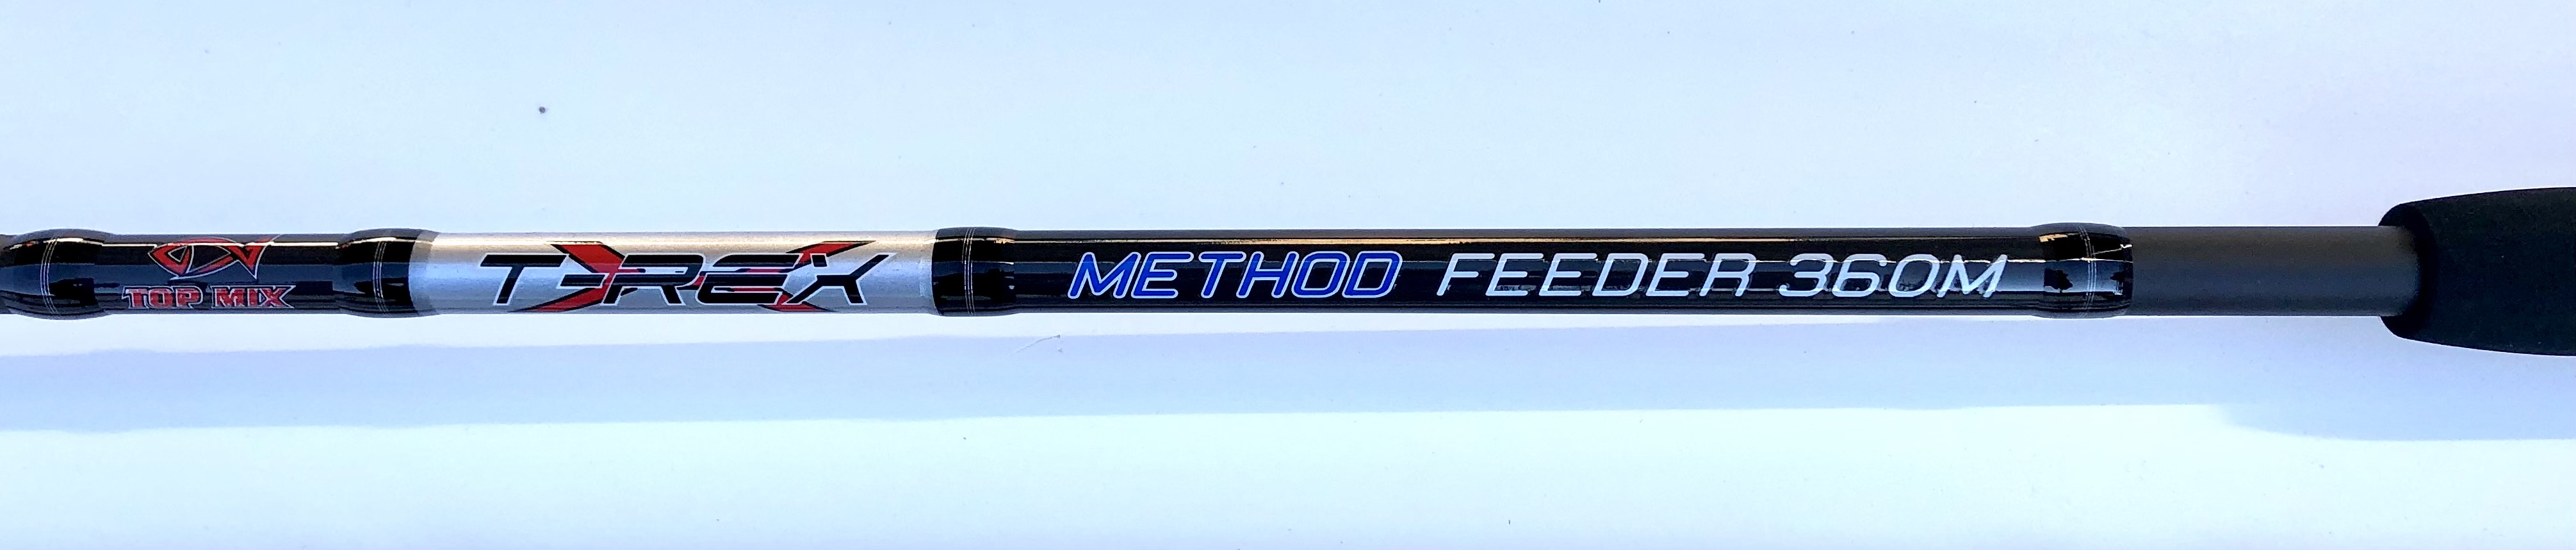 TOP MIX
T-REX
METHOD FEEDER 360M